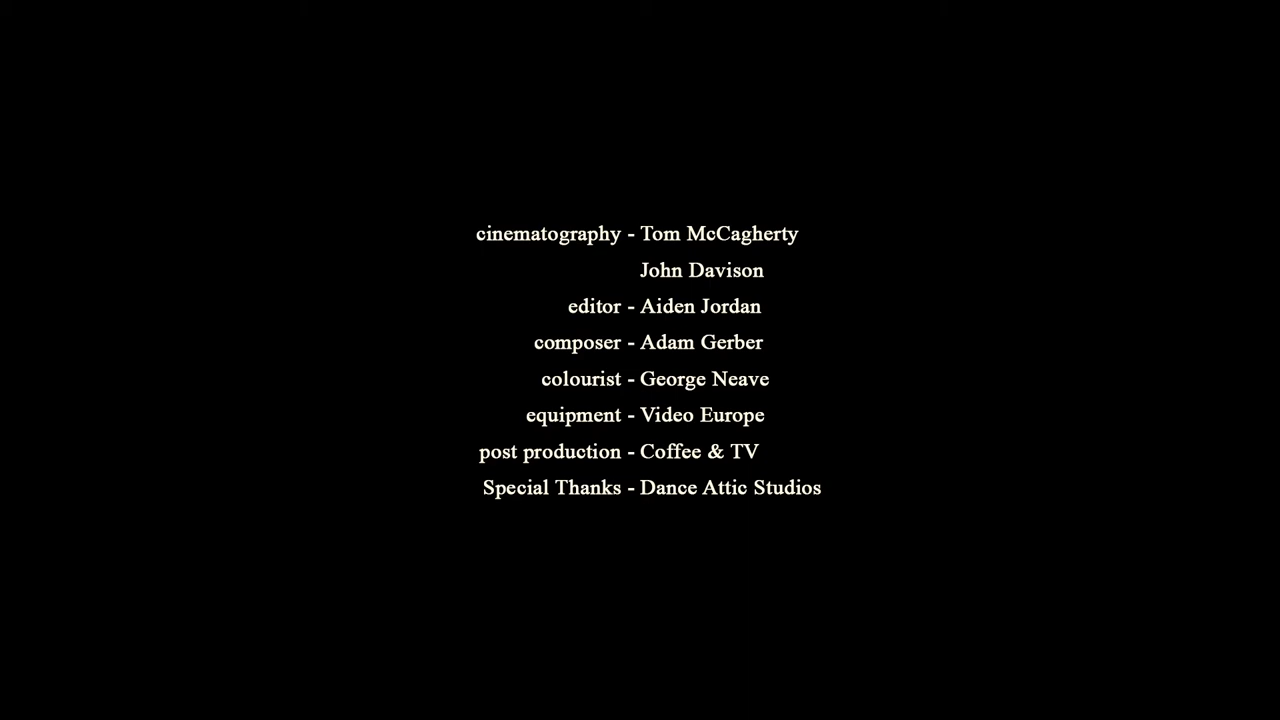 cinematography - Tom McCagherty
John Davison
editor - Aiden Jordan
composer - Adam Gerber
colourist - George Neave
equipment - Video Europe
post production - Coffee & TV
Special Thanks - Dance Attic Studios